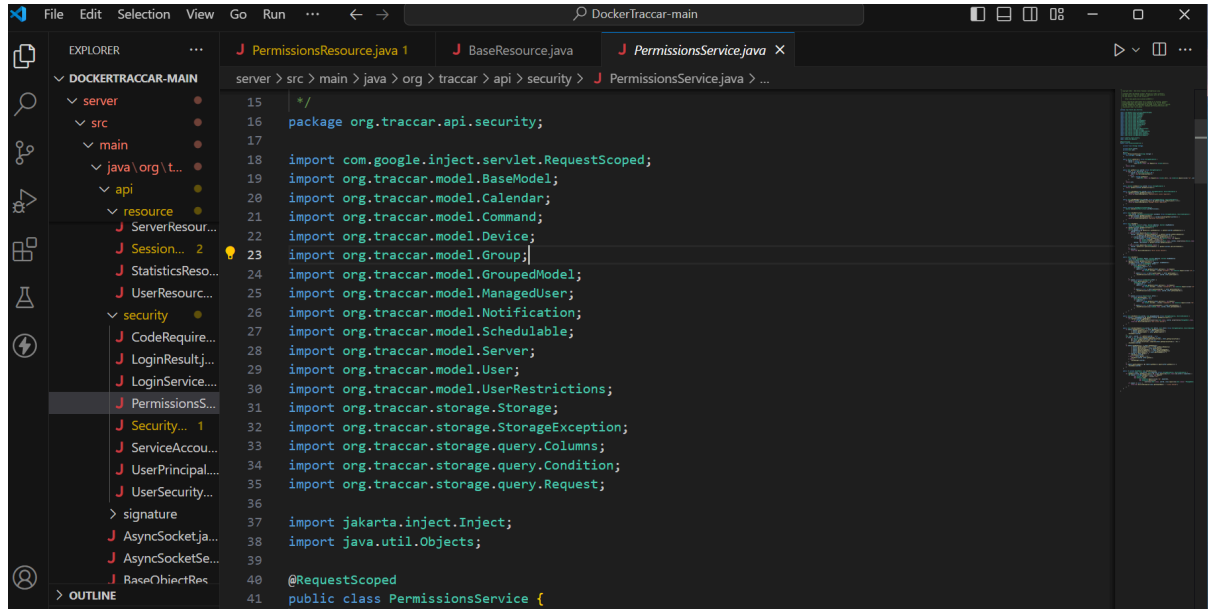 File Edit Selection View Go Run ... DockerTraccar-main
EXPLORER ...
DOCKERTRACCAR-MAIN
server
src
main
java\org\t...
api
resource
ServerResour...
Session... 2
StatisticsReso...
UserResourc...
security
CodeRequire...
LoginResult.j...
LoginService....
PermissionsS...
Security... 1
ServiceAccou...
UserPrincipal....
UserSecurity...
signature
AsyncSocket.ja...
AsyncSocketSe...
BaseObjectRes
OUTLINE
J PermissionsResource.java 1 J BaseResource.java J PermissionsService.java
server > src > main > java > org > traccar > api > security > J PermissionsService.java > ...
15 */
16 package org.traccar.api.security;
17
18 import com.google.inject.servlet.RequestScoped;
19 import org.traccar.model.BaseModel;
20 import org.traccar.model.Calendar;
21 import org.traccar.model.Command;
22 import org.traccar.model.Device;
23 import org.traccar.model.Group;
24 import org.traccar.model.GroupedModel;
25 import org.traccar.model.ManagedUser;
26 import org.traccar.model.Notification;
27 import org.traccar.model.Schedulable;
28 import org.traccar.model.Server;
29 import org.traccar.model.User;
30 import org.traccar.model.UserRestrictions;
31 import org.traccar.storage.Storage;
32 import org.traccar.storage.StorageException;
33 import org.traccar.storage.query.Columns;
34 import org.traccar.storage.query.Condition;
35 import org.traccar.storage.query.Request;
36
37 import jakarta.inject.Inject;
38 import java.util.Objects;
39
40 @RequestScoped
41 public class PermissionsService {